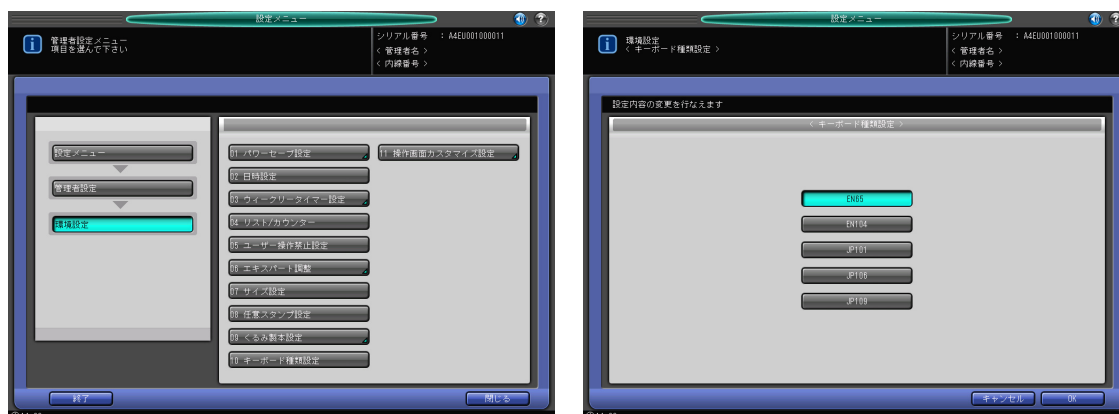 設定メニュー
管理者設定メニュー
項目を選んで下さい
シリアル番号 : A4EU001000011
< 管理者名 >
< 内線番号 >
設定メニュー
管理者設定
環境設定
01 パワーセーブ設定
02 日時設定
03 ウィークリータイマー設定
04 リスト/カウンター
05 ユーザー操作禁止設定
06 エキスパート調整
07 サイズ設定
08 任意スタンプ設定
09 くるみ製本設定
10 キーボード種類設定
11 操作画面カスタマイズ設定
終了
閉じる
設定メニュー
環境設定
< キーボード種類設定 >
シリアル番号 : A4EU001000011
< 管理者名 >
< 内線番号 >
設定内容の変更を行なえます
< キーボード種類設定 >
EN65
EN104
JP101
JP106
JP109
キャンセル
OK